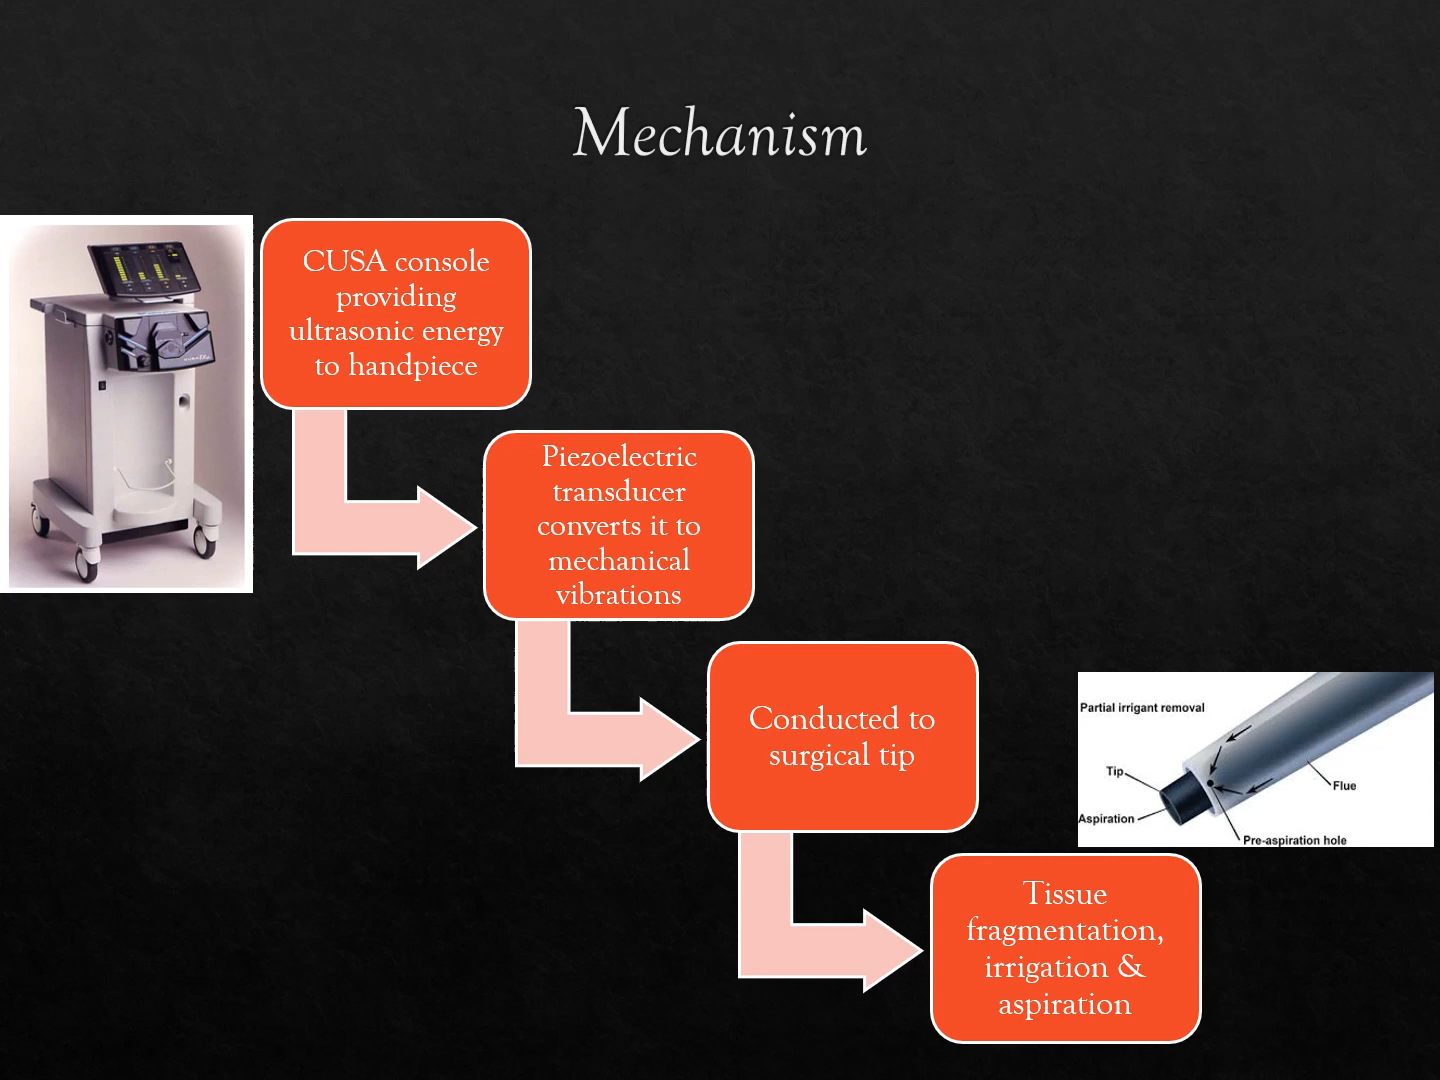 Mechanism
CUSA console
providing
ultrasonic energy
to handpiece
Piezoelectric
transducer
converts it to
mechanical
vibrations
Conducted to
surgical tip
Partial irrigant removal
Tip
Flue
Aspiration
Pre-aspiration hole
Tissue
fragmentation,
irrigation &
aspiration